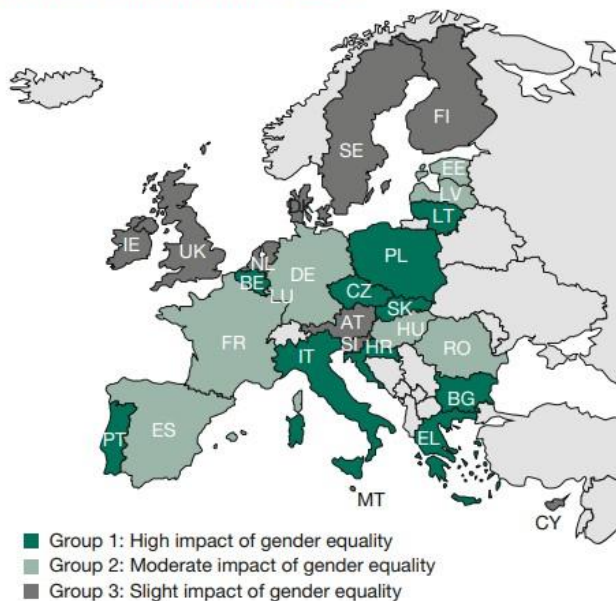 FI
SE
EE
LV
DK
LT
IE
UK
NL
PL
BE
DE
LU
CZ
SK
AT
HU
FR
SI
HR
RO
IT
BG
PT
ES
EL
MT
CY
Group 1: High impact of gender equality
Group 2: Moderate impact of gender equality
Group 3: Slight impact of gender equality